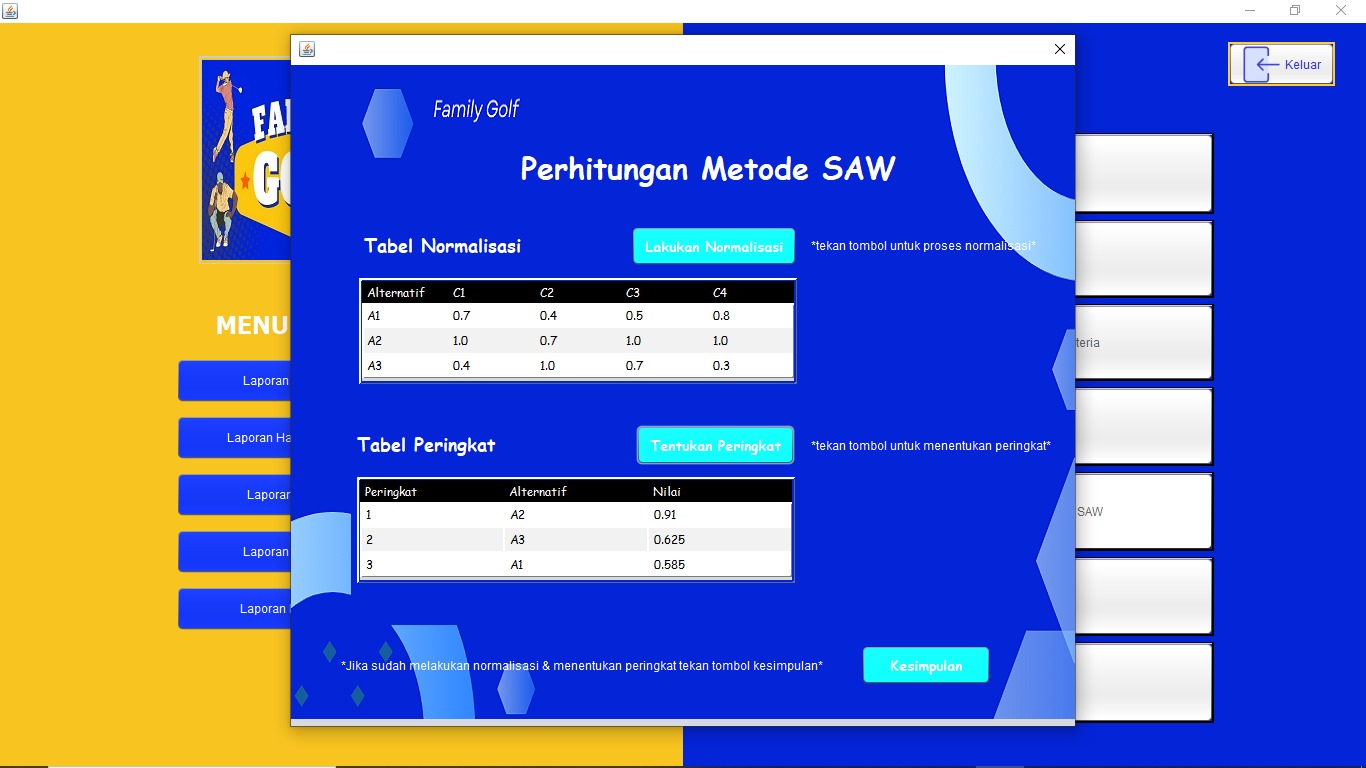 Keluar
Family Golf
Perhitungan Metode SAW
Tabel Normalisasi
Lakukan Normalisasi
*tekan tombol untuk proses normalisasi*
Alternatif C1 C2 C3 C4
A1 0.7 0.4 0.5 0.8
A2 1.0 0.7 1.0 1.0
A3 0.4 1.0 0.7 0.3
Tabel Peringkat
Tentukan Peringkat
*tekan tombol untuk menentukan peringkat*
Peringkat Alternatif Nilai
1 A2 0.91
2 A3 0.625
3 A1 0.585
*Jika sudah melakukan normalisasi & menentukan peringkat tekan tombol kesimpulan*
Kesimpulan
MENU
Laporan
Laporan Ha
Laporan
Laporan
Laporan
teria
SAW